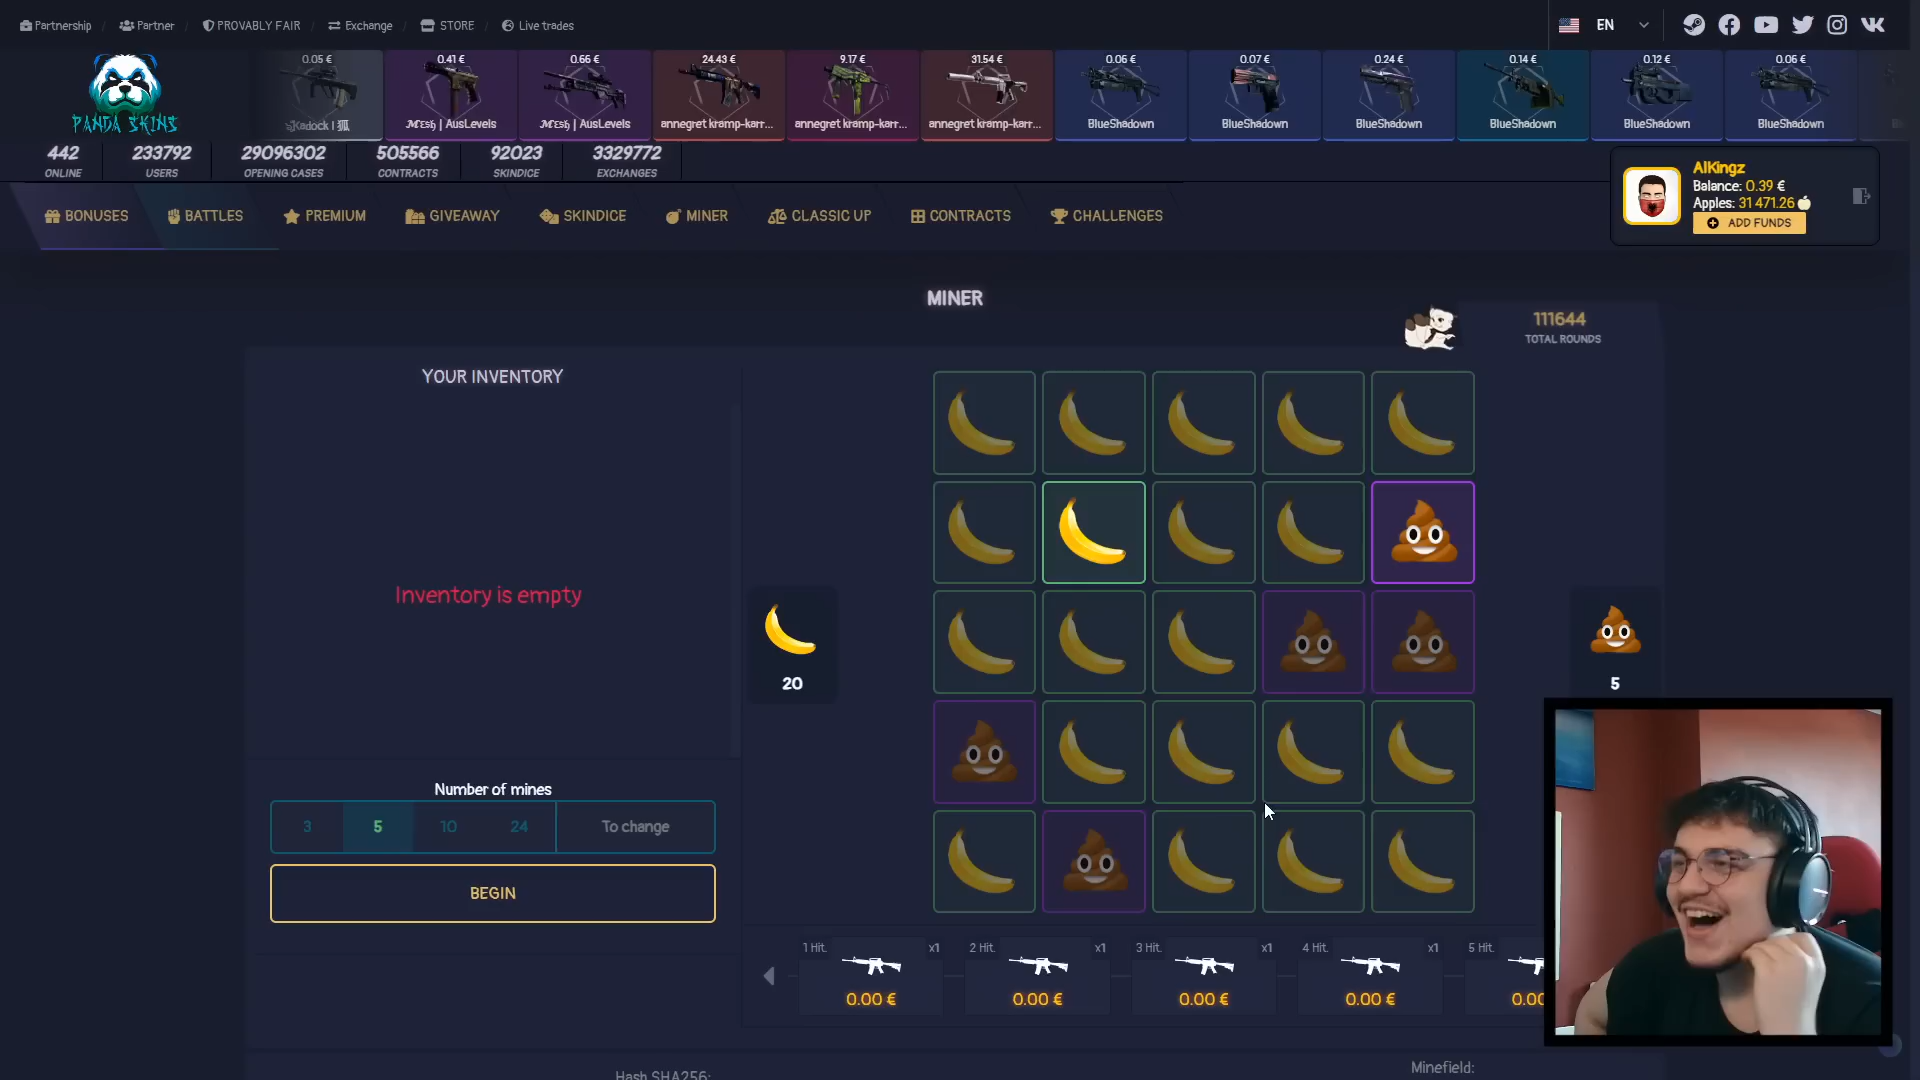 Partnership / Partner / PROVABLY FAIR / Exchange / STORE / Live trades
EN
PANDA SKINS
0.05 € 0.41 € 0.66 € 24.43 € 9.17 € 31.54 € 0.06 € 0.07 € 0.24 € 0.14 € 0.12 € 0.06 €
Kadock | 狐 Mesh | AusLevels Mesh | AusLevels annegret kramp-karr... annegret kramp-karr... annegret kramp-karr... BlueShadown BlueShadown BlueShadown BlueShadown BlueShadown BlueShadown
442 233792 29096302 505566 92023 3329772
ONLINE USERS OPENING CASES CONTRACTS SKINDICE EXCHANGES
AlKingz
Balance: 0.39 €
Apples: 31 471.26
ADD FUNDS
BONUSES BATTLES PREMIUM GIVEAWAY SKINDICE MINER CLASSIC UP CONTRACTS CHALLENGES
MINER
111644
TOTAL ROUNDS
YOUR INVENTORY
Inventory is empty
20
5
Number of mines
3 5 10 24 To change
BEGIN
1 Hit. x1 2 Hit. x1 3 Hit. x1 4 Hit. x1 5 Hit.
0.00 € 0.00 € 0.00 € 0.00 € 0.00
Hash SHA256:
Minefield: